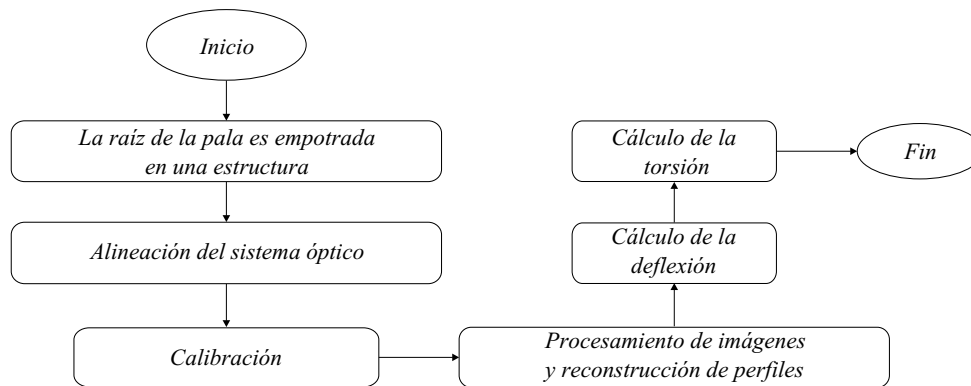 Inicio
La raíz de la pala es empotrada
en una estructura
Alineación del sistema óptico
Calibración
Procesamiento de imágenes
y reconstrucción de perfiles
Cálculo de la
deflexión
Cálculo de la
torsión
Fin